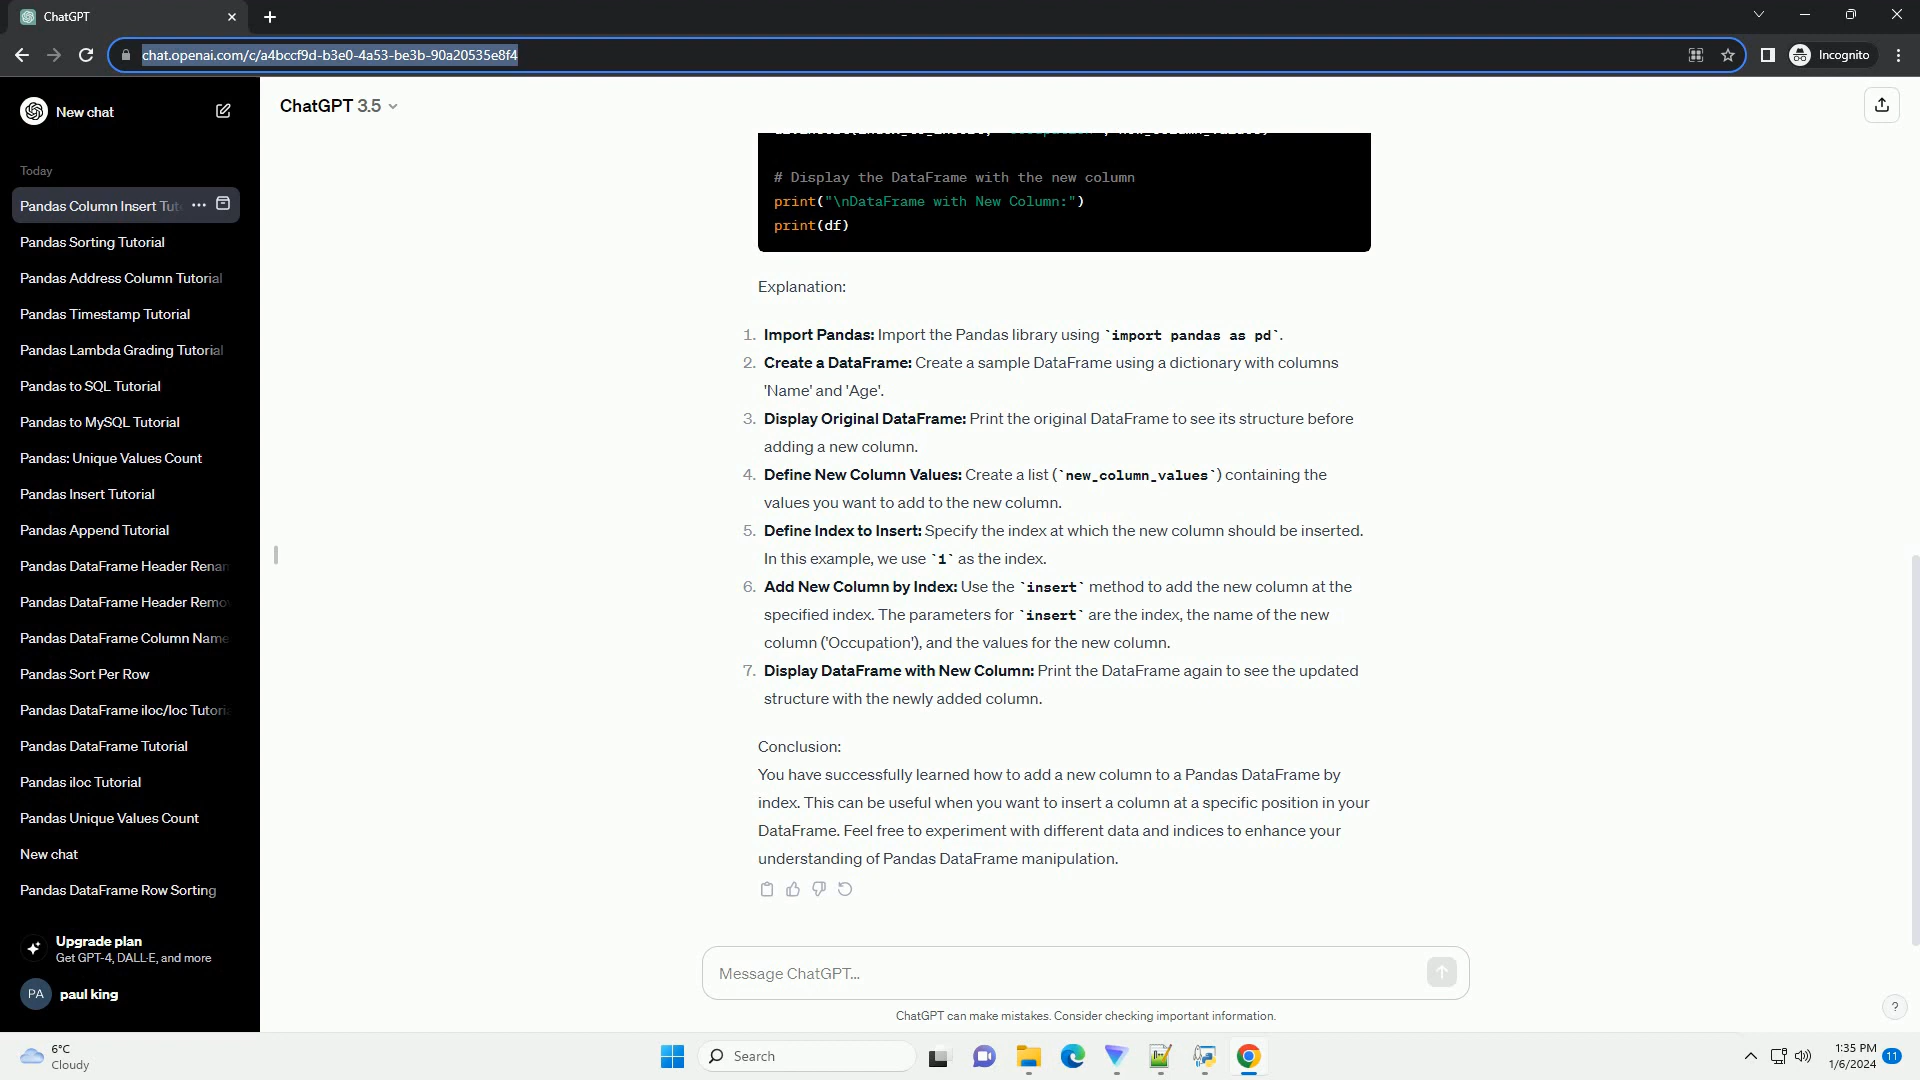 ChatGPT
chat.openai.com/c/a4bccf9d-b3e0-4a53-be3b-90a20535e8f4
Incognito
New chat
Today
Pandas Column Insert Tut
Pandas Sorting Tutorial
Pandas Address Column Tutorial
Pandas Timestamp Tutorial
Pandas Lambda Grading Tutorial
Pandas to SQL Tutorial
Pandas to MySQL Tutorial
Pandas: Unique Values Count
Pandas Insert Tutorial
Pandas Append Tutorial
Pandas DataFrame Header Renam
Pandas DataFrame Header Remo
Pandas DataFrame Column Name
Pandas Sort Per Row
Pandas DataFrame iloc/loc Tutori
Pandas DataFrame Tutorial
Pandas iloc Tutorial
Pandas Unique Values Count
New chat
Pandas DataFrame Row Sorting
Upgrade plan
Get GPT-4, DALL·E, and more
PA
paul king
ChatGPT 3.5
# Display the DataFrame with the new column
print("\nDataFrame with New Column:")
print(df)
Explanation:
1. Import Pandas: Import the Pandas library using `import pandas as pd`.
2. Create a DataFrame: Create a sample DataFrame using a dictionary with columns
'Name' and 'Age'.
3. Display Original DataFrame: Print the original DataFrame to see its structure before
adding a new column.
4. Define New Column Values: Create a list (`new_column_values`) containing the
values you want to add to the new column.
5. Define Index to Insert: Specify the index at which the new column should be inserted.
In this example, we use `1` as the index.
6. Add New Column by Index: Use the `insert` method to add the new column at the
specified index. The parameters for `insert` are the index, the name of the new
column ('Occupation'), and the values for the new column.
7. Display DataFrame with New Column: Print the DataFrame again to see the updated
structure with the newly added column.
Conclusion:
You have successfully learned how to add a new column to a Pandas DataFrame by
index. This can be useful when you want to insert a column at a specific position in your
DataFrame. Feel free to experiment with different data and indices to enhance your
understanding of Pandas DataFrame manipulation.
Message ChatGPT…
ChatGPT can make mistakes. Consider checking important information.
?
6°C
Cloudy
Search
1:35 PM
1/6/2024
11